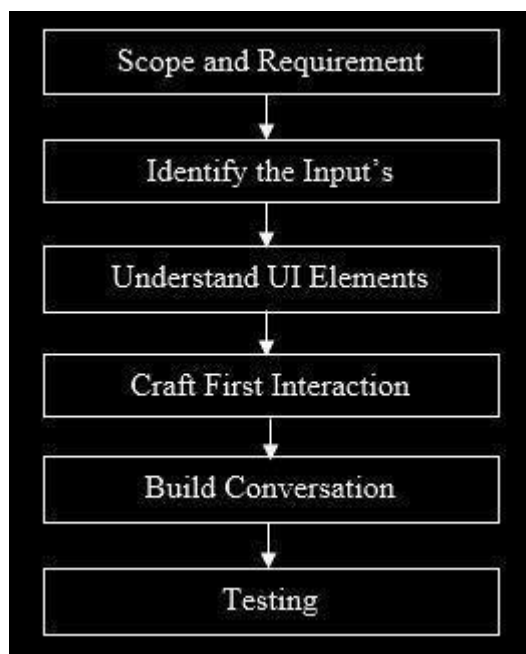 Scope and Requirement
Identify the Input’s
Understand UI Elements
Craft First Interaction
Build Conversation
Testing